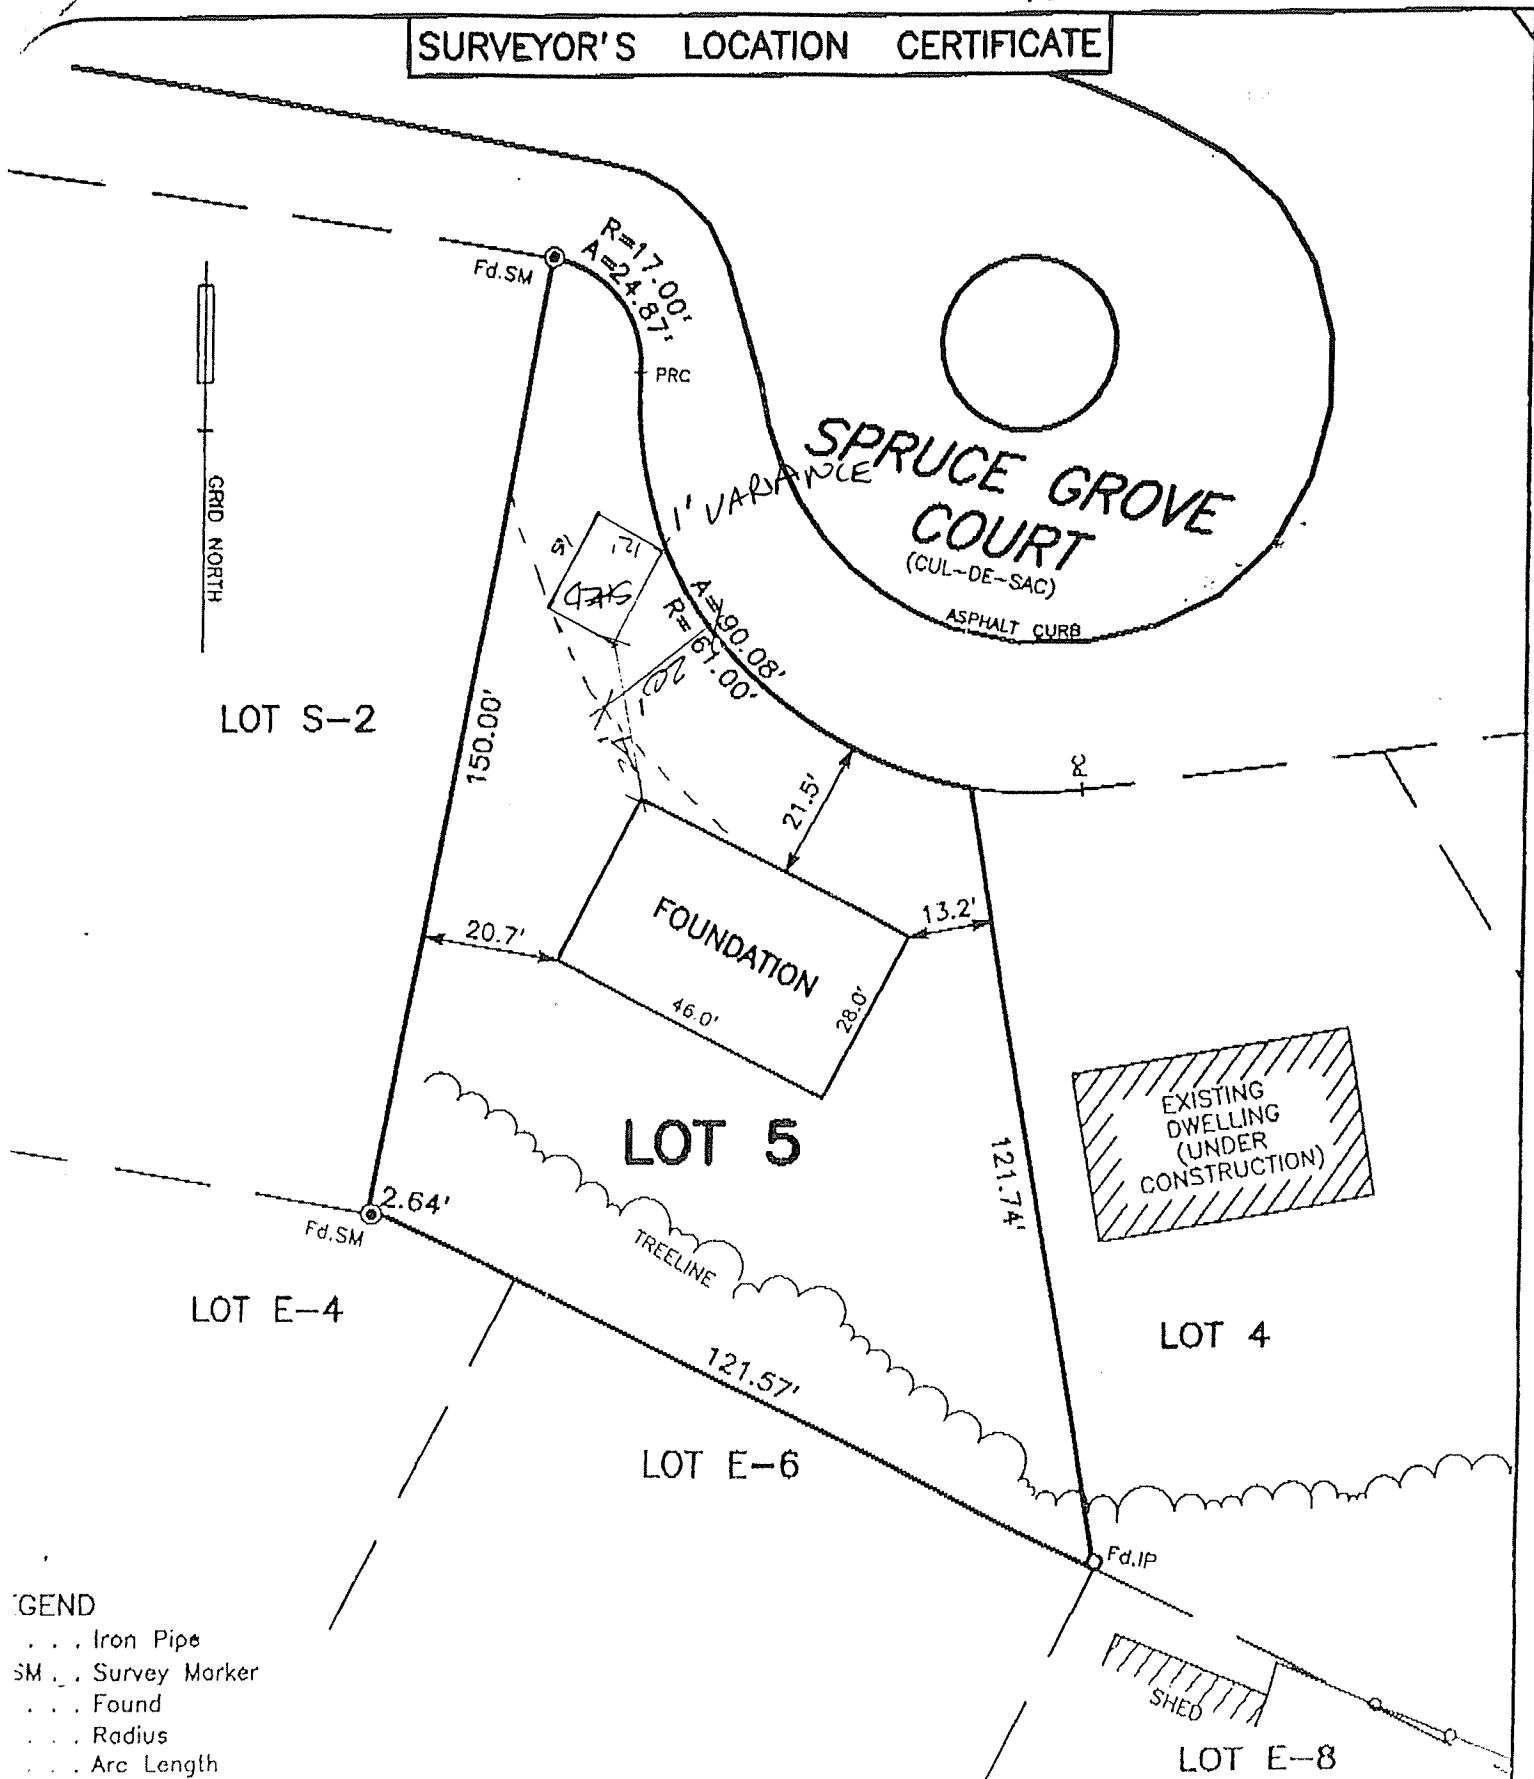 SURVEYOR'S LOCATION CERTIFICATE
R=17.00'
A=24.87'
Fd.SM
PRC
GRID NORTH
SPRUCE GROVE
COURT
(CUL-DE-SAC)
ASPHALT CURB
1' VARIANCE
12'
SHED
A=90.08'
R=61.00'
20'
LOT S-2
150.00'
21.5'
PC
20.7'
13.2'
FOUNDATION
46.0'
28.0'
LOT 5
EXISTING
DWELLING
(UNDER
CONSTRUCTION)
121.74'
2.64'
Fd.SM
TREELINE
LOT E-4
LOT 4
121.57'
LOT E-6
Fd.IP
GEND
. . . Iron Pipe
SM . . Survey Marker
. . . Found
. . . Radius
. . . Arc Length
SHED
LOT E-8